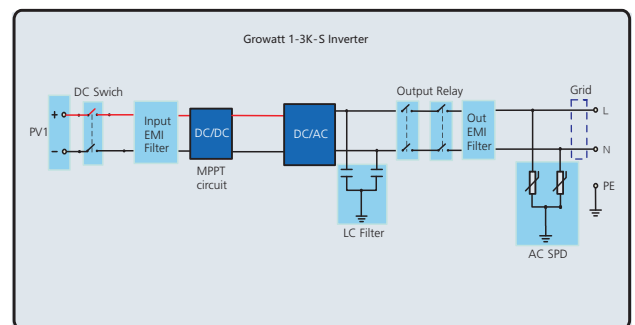 Growatt 1-3K-S Inverter
DC Swich
Output Relay
Grid
+
PV1
-
Input
EMI
Filter
DC/DC
DC/AC
Out
EMI
Filter
L
N
PE
MPPT
circuit
LC Filter
AC SPD